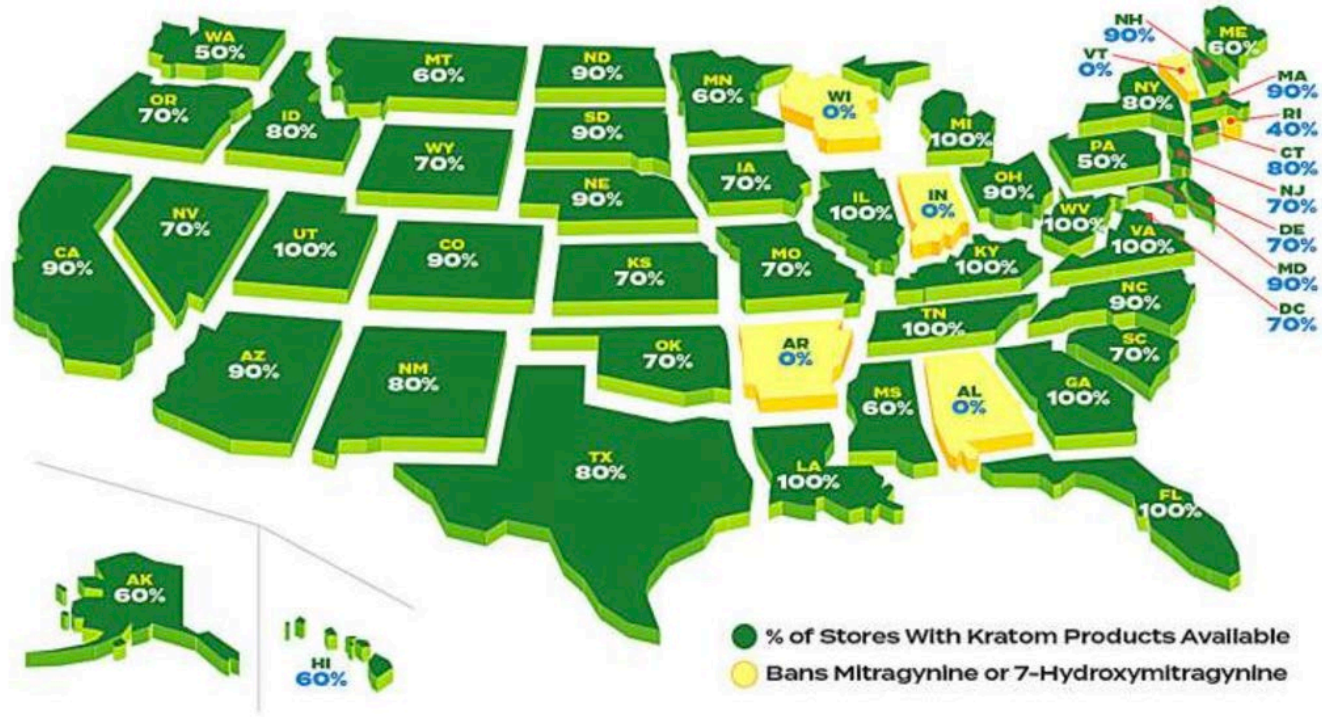 WA
50%
OR
70%
ID
80%
MT
60%
WY
70%
ND
90%
SD
90%
NE
90%
MN
60%
WI
0%
IA
70%
MI
100%
IL
100%
IN
0%
OH
90%
NH
90%
VT
0%
ME
60%
NY
80%
PA
50%
MA
90%
RI
40%
CT
80%
NJ
70%
DE
70%
MD
90%
DC
70%
CA
90%
NV
70%
UT
100%
CO
90%
KS
70%
MO
70%
KY
100%
WV
100%
VA
100%
AZ
90%
NM
80%
OK
70%
AR
0%
TN
100%
NC
90%
SC
70%
TX
80%
LA
100%
MS
60%
AL
0%
GA
100%
FL
100%
AK
60%
HI
60%
% of Stores With Kratom Products Available
Bans Mitragynine or 7-Hydroxymitragynine